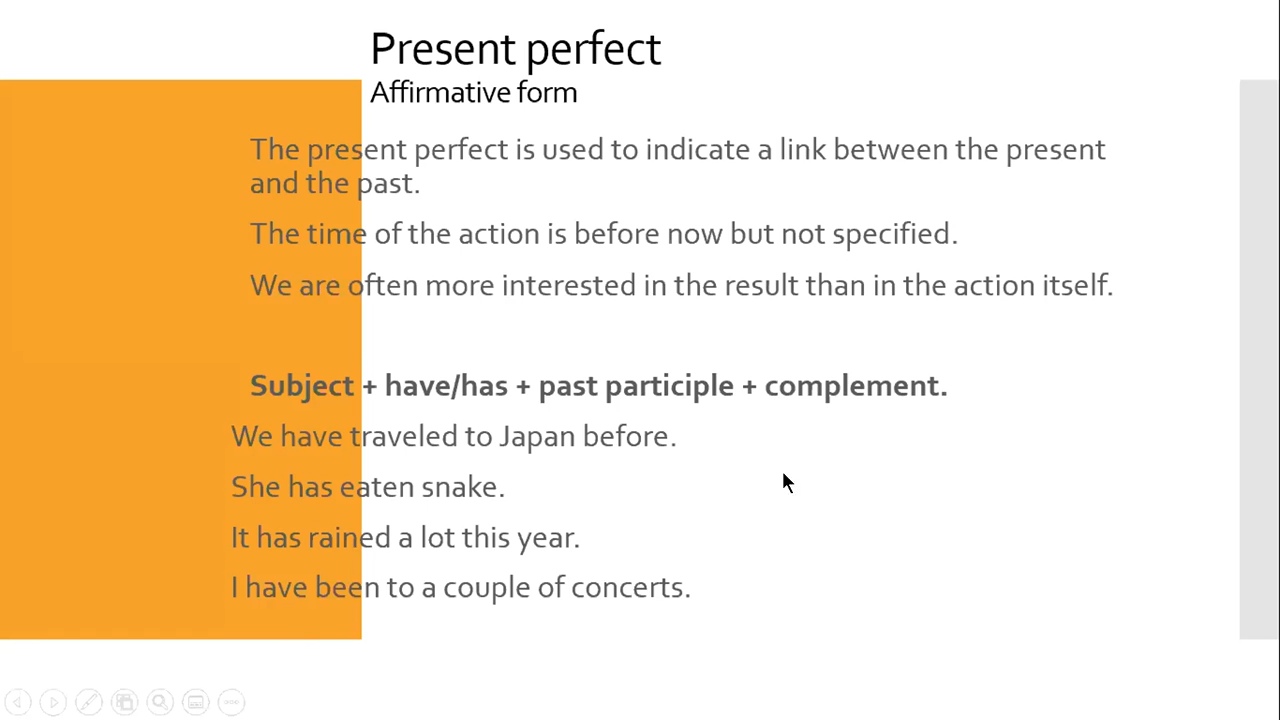 Present perfect
Affirmative form
The present perfect is used to indicate a link between the present
and the past.
The time of the action is before now but not specified.
We are often more interested in the result than in the action itself.
Subject + have/has + past participle + complement.
We have traveled to Japan before.
She has eaten snake.
It has rained a lot this year.
I have been to a couple of concerts.